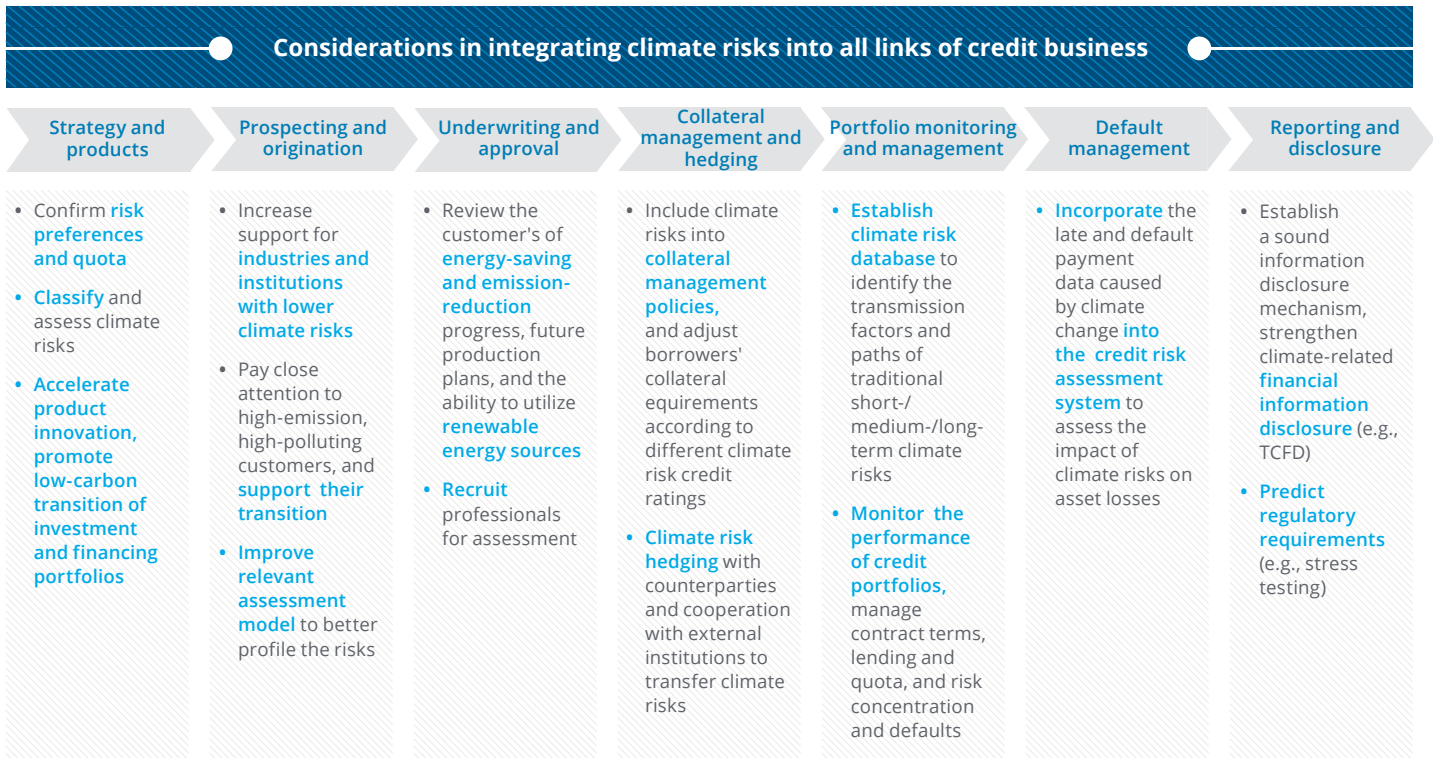 Considerations in integrating climate risks into all links of credit business
Strategy and
products
Prospecting and
origination
Underwriting and
approval
Collateral
management and
hedging
Portfolio monitoring
and management
Default
management
Reporting and
disclosure
• Confirm risk
preferences
and quota
• Classify and
assess climate
risks
• Accelerate
product
innovation,
promote
low-carbon
transition of
investment
and financing
portfolios
• Increase
support for
industries and
institutions
with lower
climate risks
• Pay close
attention to
high-emission,
high-polluting
customers, and
support their
transition
• Improve
relevant
assessment
model to better
profile the risks
• Review the
customer's of
energy-saving
and emission-
reduction
progress, future
production
plans, and the
ability to utilize
renewable
energy sources
• Recruit
professionals
for assessment
• Include climate
risks into
collateral
management
policies,
and adjust
borrowers'
collateral
equirements
according to
different climate
risk credit
ratings
• Climate risk
hedging with
counterparties
and cooperation
with external
institutions to
transfer climate
risks
• Establish
climate risk
database to
identify the
transmission
factors and
paths of
traditional
short-/
medium-/long-
term climate
risks
• Monitor the
performance
of credit
portfolios,
manage
contract terms,
lending and
quota, and risk
concentration
and defaults
• Incorporate the
late and default
payment
data caused
by climate
change into
the credit risk
assessment
system to
assess the
impact of
climate risks on
asset losses
• Establish
a sound
information
disclosure
mechanism,
strengthen
climate-related
financial
information
disclosure (e.g.,
TCFD)
• Predict
regulatory
requirements
(e.g., stress
testing)